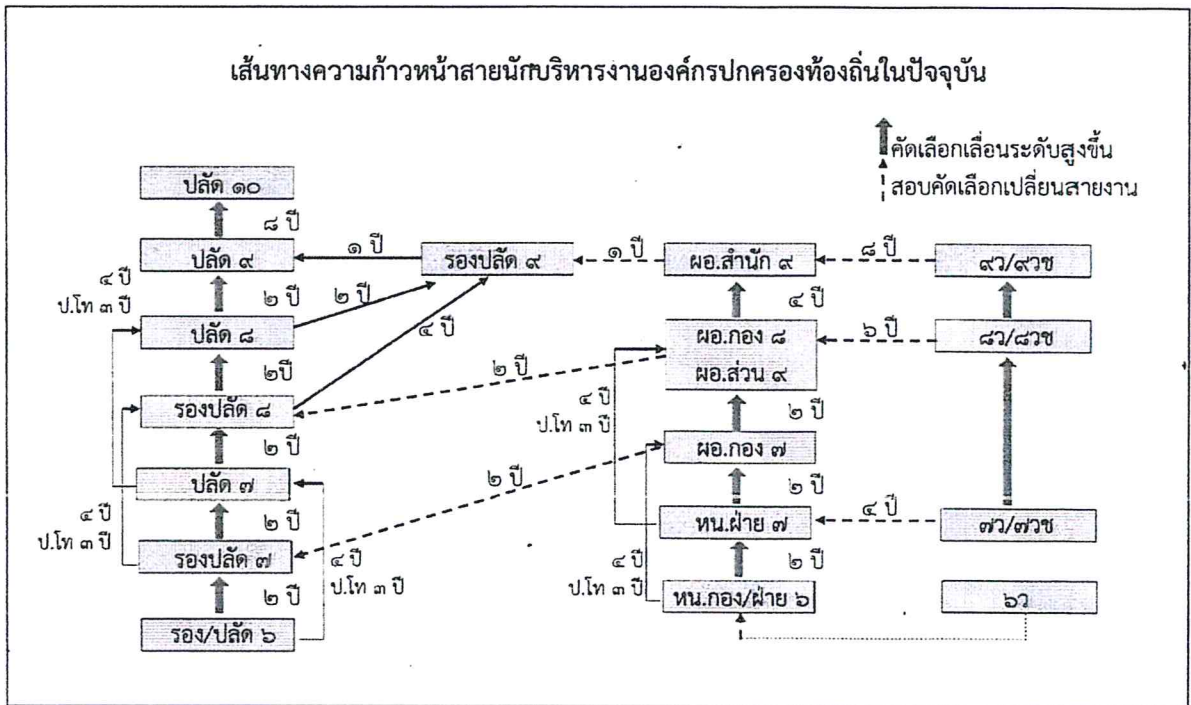 เส้นทางความก้าวหน้าสายนักบริหารงานองค์กรปกครองท้องถิ่นในปัจจุบัน
คัดเลือกเลื่อนระดับสูงขึ้น
สอบคัดเลือกเปลี่ยนสายงาน
ปลัด ๑๐
๘ ปี
ปลัด ๙
๑ ปี
รองปลัด ๙
๑ ปี
ผอ.สำนัก ๙
๘ ปี
๙ว/๙วช
๔ ปี
ป.โท ๓ ปี
๒ ปี
๒ ปี
๔ ปี
๔ ปี
ปลัด ๘
ผอ.กอง ๘
ผอ.ส่วน ๙
๖ ปี
๘ว/๘วช
๒ปี
๒ ปี
รองปลัด ๘
๔ ปี
ป.โท ๓ ปี
๒ ปี
๒ ปี
ผอ.กอง ๗
ปลัด ๗
๒ ปี
๒ ปี
๔ ปี
ป.โท ๓ ปี
๒ ปี
หน.ฝ่าย ๗
๔ ปี
๗ว/๗วช
รองปลัด ๗
๔ ปี
ป.โท ๓ ปี
๔ ปี
ป.โท ๓ ปี
๒ ปี
๒ ปี
รอง/ปลัด ๖
หน.กอง/ฝ่าย ๖
๖ว